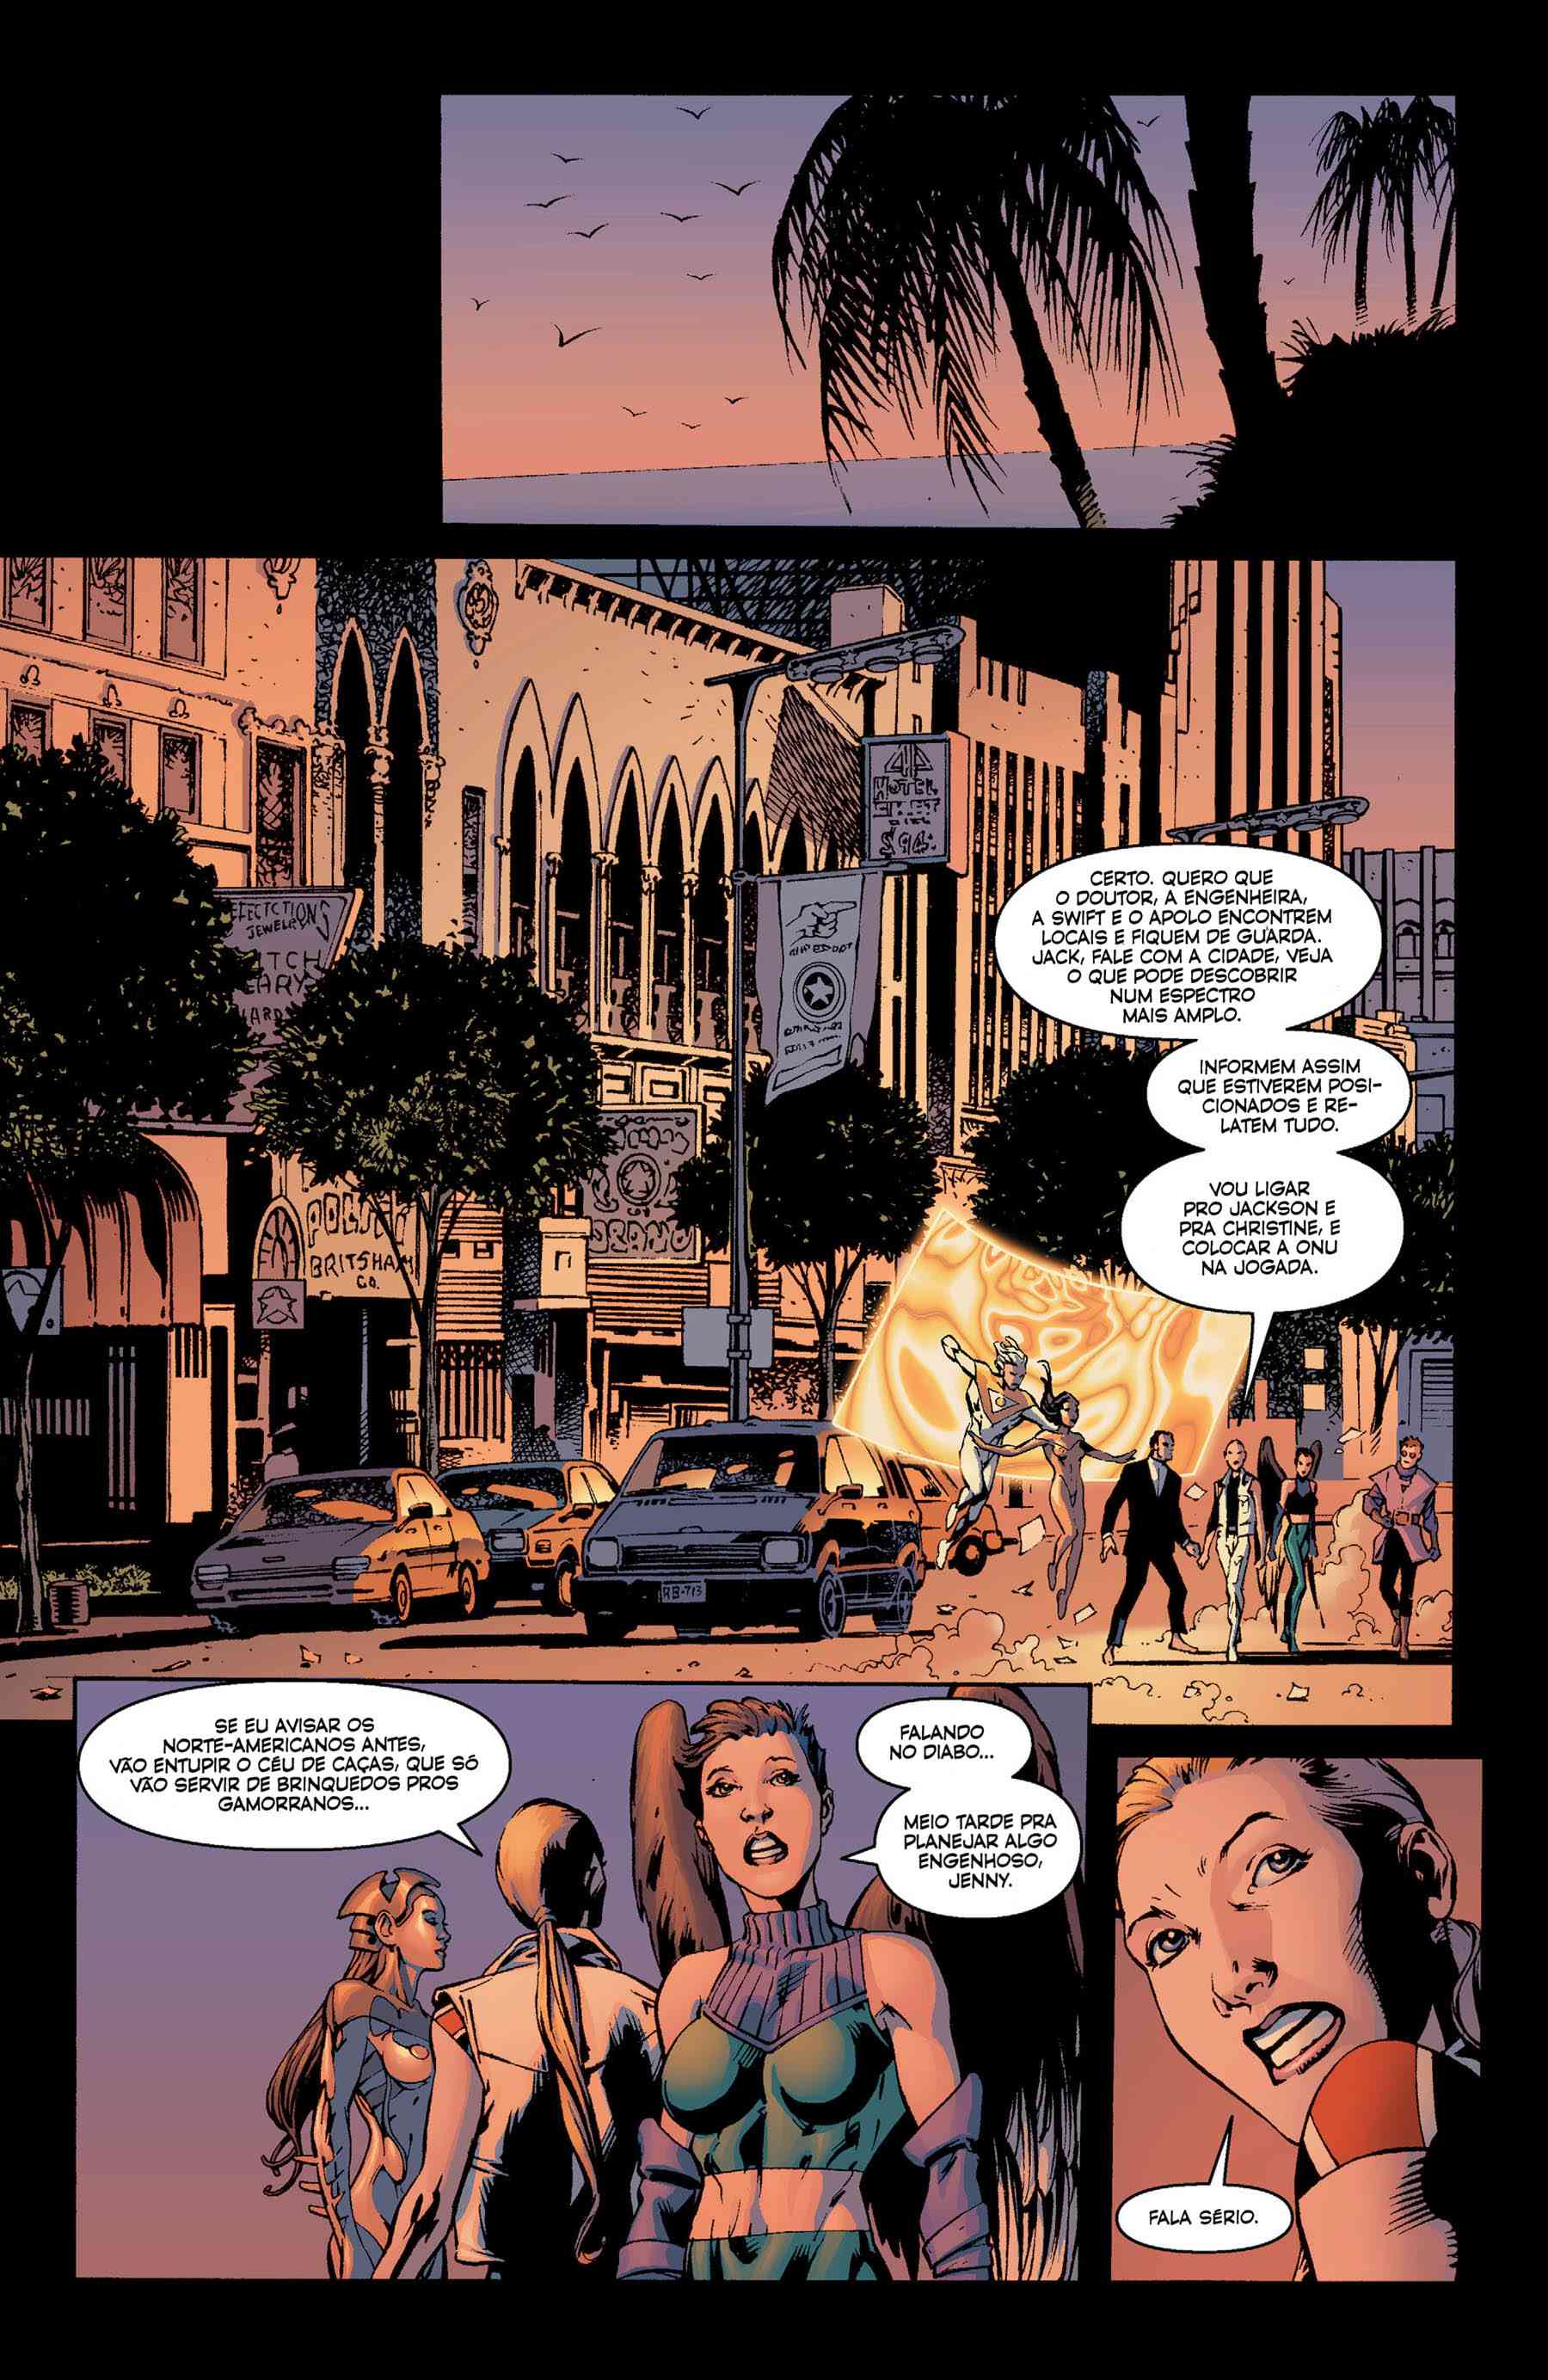 HOTEL
$94
JEWELRY
POLICY
BRITSHAM
CO.
RB-713
CERTO. QUERO QUE
O DOUTOR, A ENGENHEIRA,
A SWIFT E O APOLO ENCONTREM
LOCAIS E FIQUEM DE GUARDA.
JACK, FALE COM A CIDADE, VEJA
O QUE PODE DESCOBRIR
NUM ESPECTRO
MAIS AMPLO.
INFORMEM ASSIM
QUE ESTIVEREM POSI-
CIONADOS E RE-
LATEM TUDO.
VOU LIGAR
PRO JACKSON E
PRA CHRISTINE, E
COLOCAR A ONU
NA JOGADA.
SE EU AVISAR OS
NORTE-AMERICANOS ANTES,
VÃO ENTUPIR O CÉU DE CAÇAS, QUE SÓ
VÃO SERVIR DE BRINQUEDOS PROS
GAMORRANOS...
FALANDO
NO DIABO...
MEIO TARDE PRA
PLANEJAR ALGO
ENGENHOSO,
JENNY.
FALA SÉRIO.